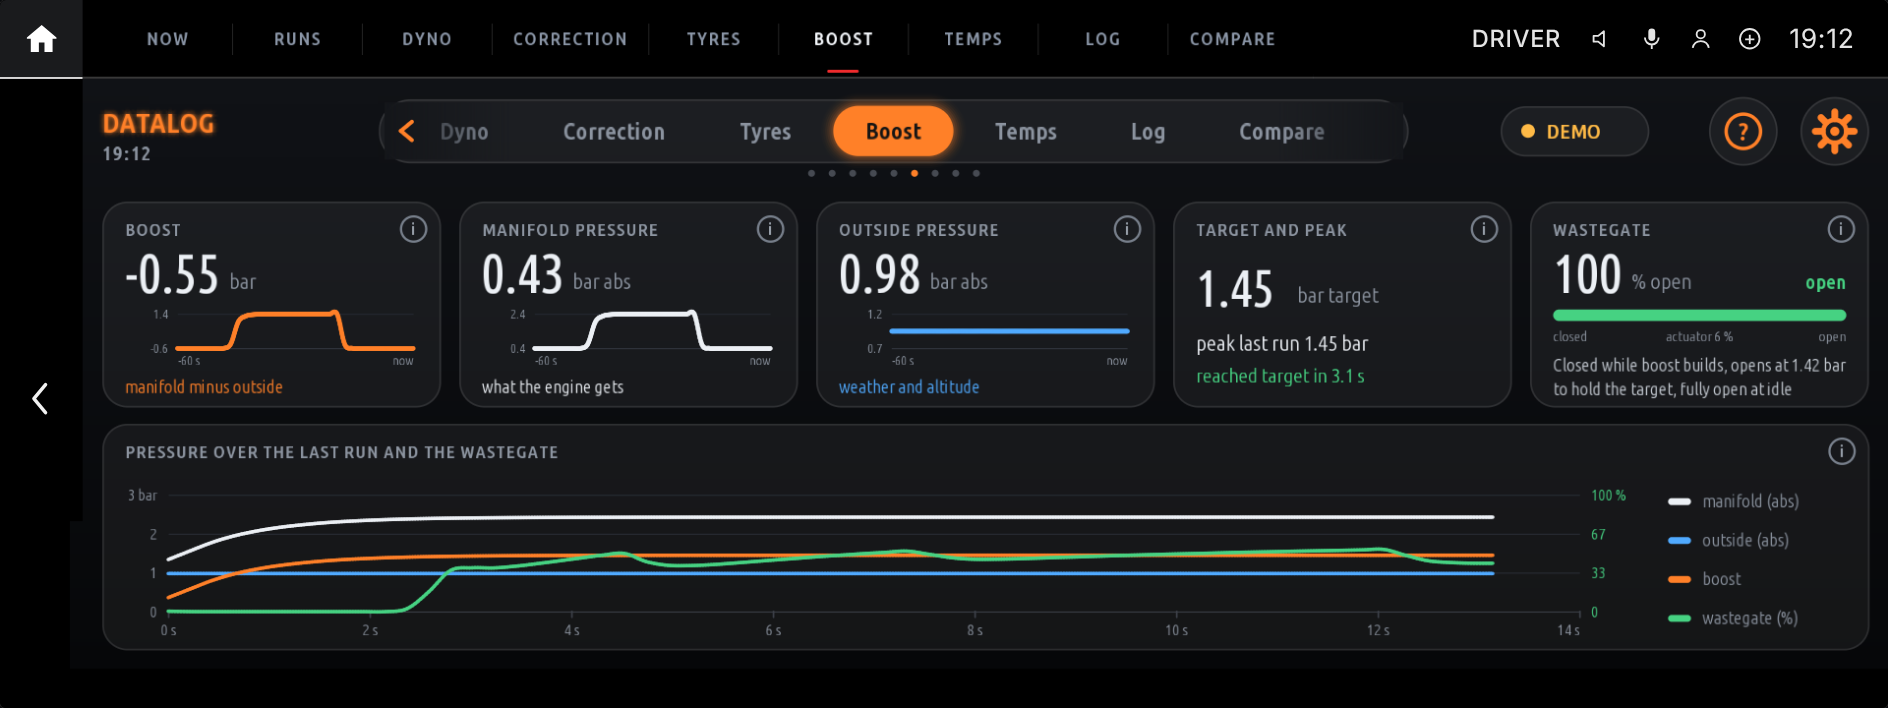 NOW RUNS DYNO CORRECTION TYRES BOOST TEMPS LOG COMPARE DRIVER 19:12
DATALOG
19:12
Dyno Correction Tyres Boost Temps Log Compare
DEMO
?
BOOST
-0.55 bar
1.4
-0.6
-60 s now
manifold minus outside
MANIFOLD PRESSURE
0.43 bar abs
2.4
0.4
-60 s now
what the engine gets
OUTSIDE PRESSURE
0.98 bar abs
1.2
0.7
-60 s now
weather and altitude
TARGET AND PEAK
1.45 bar target
peak last run 1.45 bar
reached target in 3.1 s
WASTEGATE
100 % open open
closed actuator 6 % open
Closed while boost builds, opens at 1.42 bar
to hold the target, fully open at idle
PRESSURE OVER THE LAST RUN AND THE WASTEGATE
3 bar
2
1
0
0 s 2 s 4 s 6 s 8 s 10 s 12 s 14 s
100 %
67
33
0
manifold (abs)
outside (abs)
boost
wastegate (%)